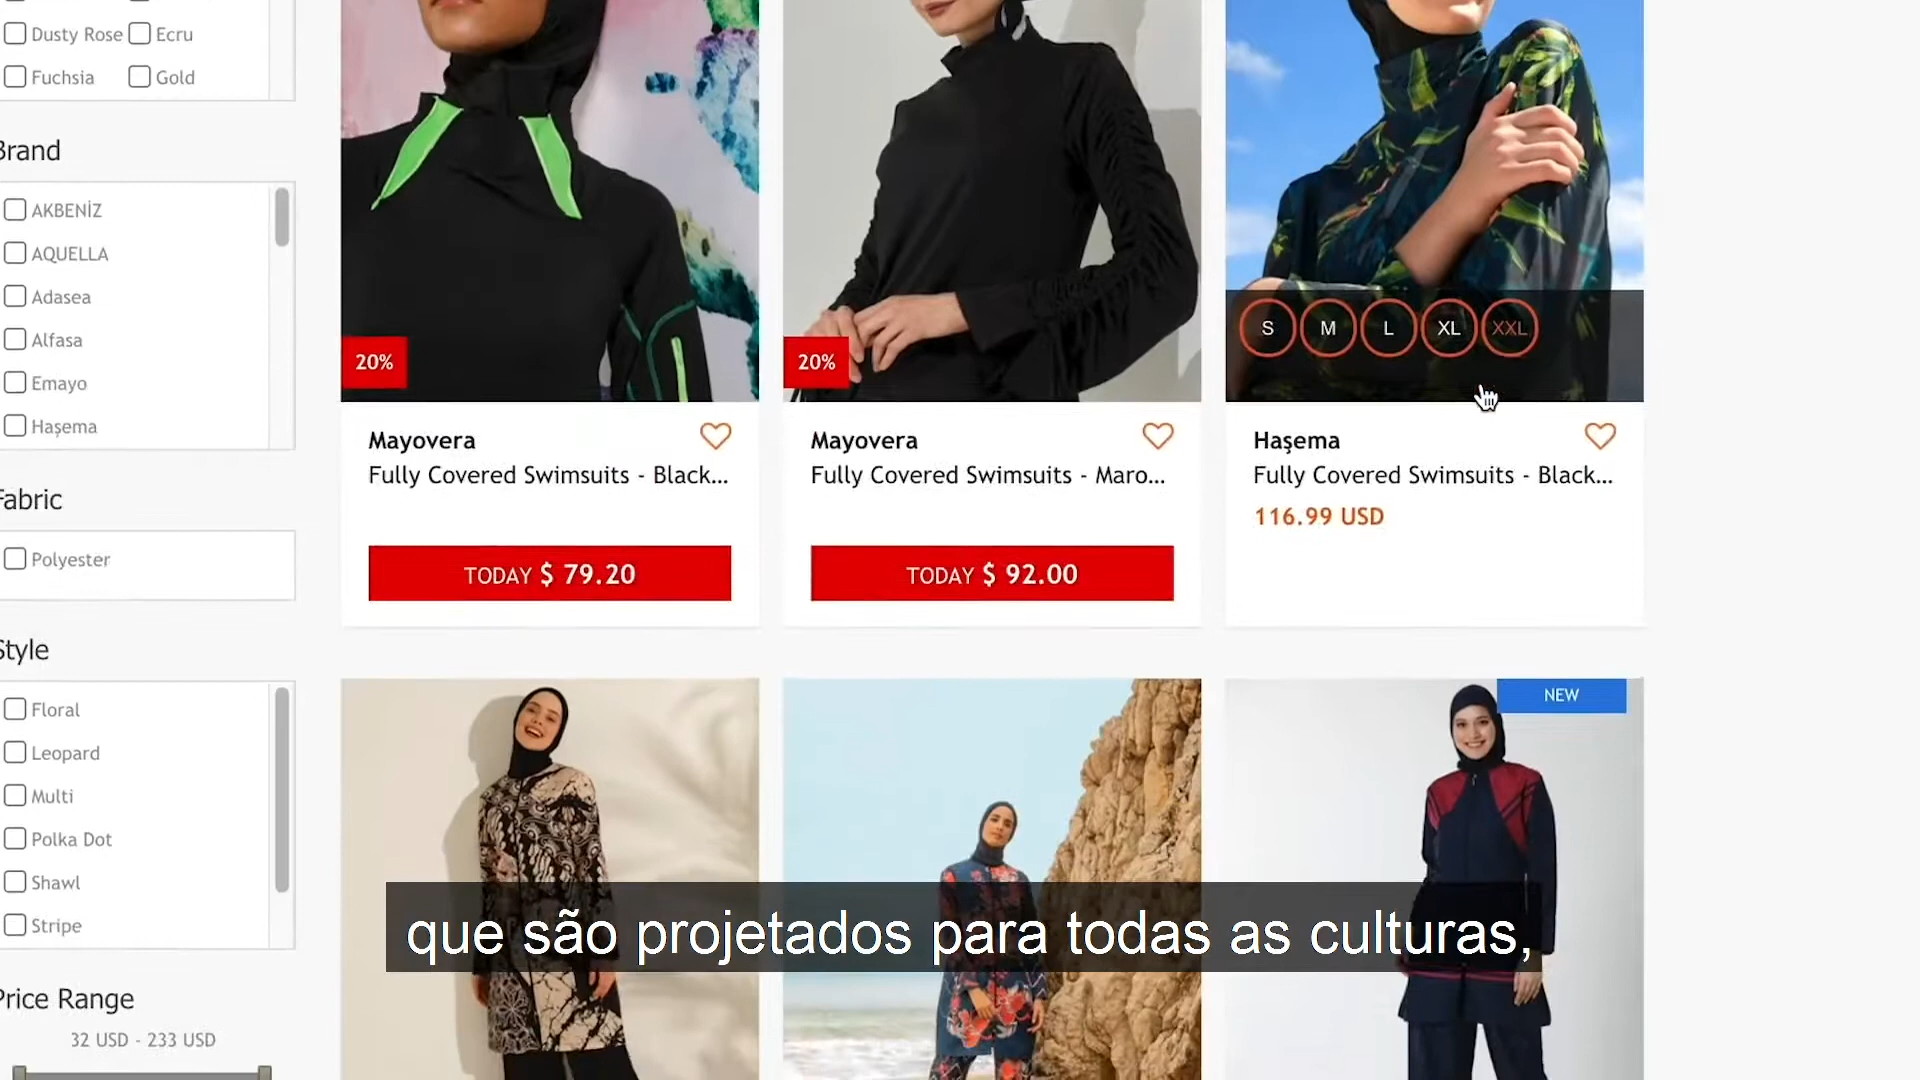 Dusty Rose
Ecru
Fuchsia
Gold
Brand
AKBENİZ
AQUELLA
Adasea
Alfasa
Emayo
Haşema
Fabric
Polyester
Style
Floral
Leopard
Multi
Polka Dot
Shawl
Stripe
Price Range
32 USD - 233 USD
20%
Mayovera
Fully Covered Swimsuits - Black...
TODAY $ 79.20
20%
Mayovera
Fully Covered Swimsuits - Maro...
TODAY $ 92.00
S M L XL XXL
Haşema
Fully Covered Swimsuits - Black...
116.99 USD
NEW
que são projetados para todas as culturas,